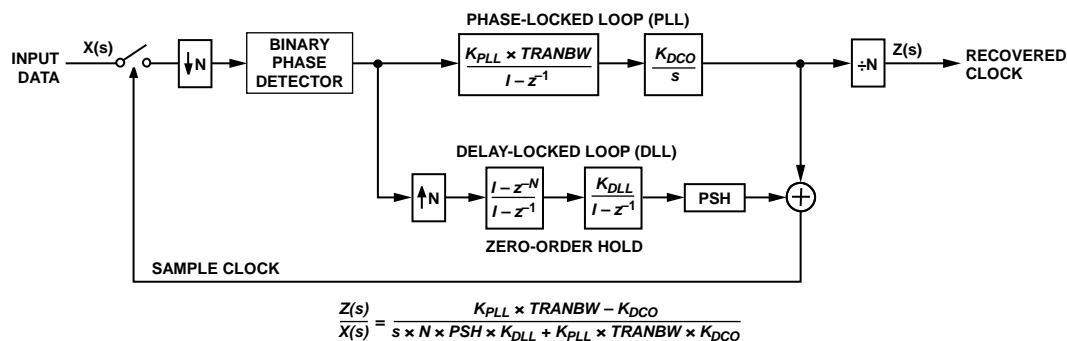 PHASE-LOCKED LOOP (PLL)
INPUT DATA
X(s)
↓N
BINARY PHASE DETECTOR
K_PLL × TRANBW
I – z^–1
K_DCO
s
÷N
Z(s)
RECOVERED CLOCK
DELAY-LOCKED LOOP (DLL)
↑N
I – z^–N
I – z^–1
K_DLL
I – z^–1
PSH
+
ZERO-ORDER HOLD
SAMPLE CLOCK
Z(s)
X(s)
=
K_PLL × TRANBW – K_DCO
s × N × PSH × K_DLL + K_PLL × TRANBW × K_DCO